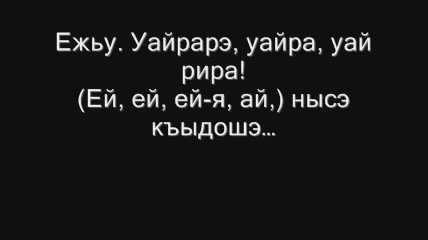 Ежьу. Уайрарэ, уайра, уай
рира!
(Ей, ей, ей-я, ай,) нысэ
къыдошэ...